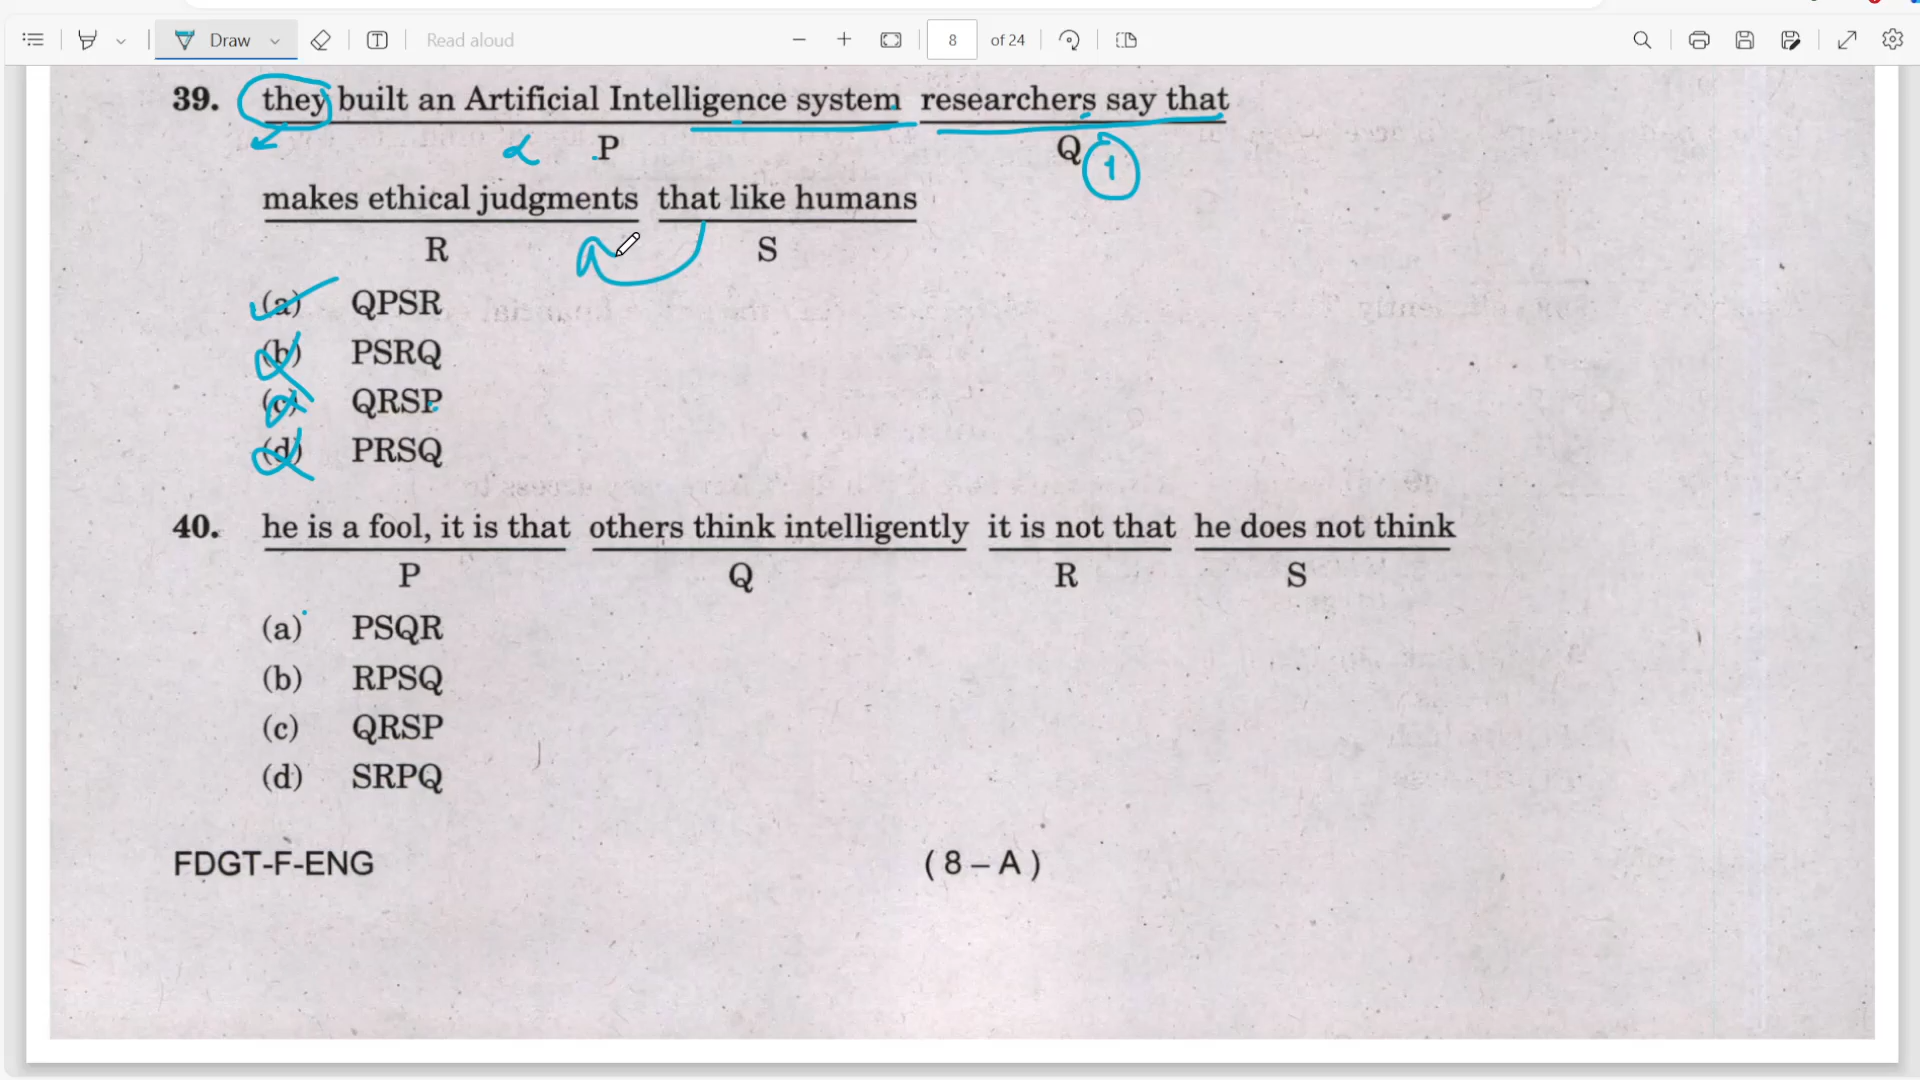 Draw
Read aloud
8 of 24
39. they built an Artificial Intelligence system researchers say that
P Q 1
makes ethical judgments that like humans
R S
(a) QPSR
(b) PSRQ
(c) QRSP
(d) PRSQ
40. he is a fool, it is that others think intelligently it is not that he does not think
P Q R S
(a) PSQR
(b) RPSQ
(c) QRSP
(d) SRPQ
FDGT-F-ENG ( 8 – A )